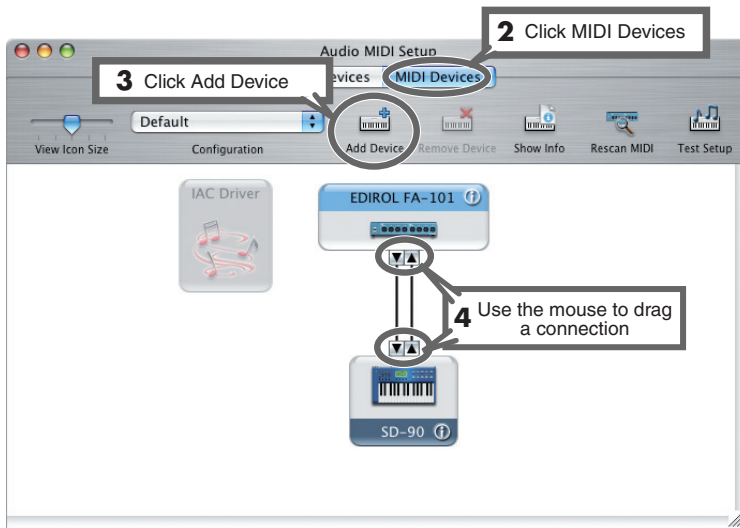 2 Click MIDI Devices
Audio MIDI Setup
3 Click Add Device
evices
MIDI Devices
Default
View Icon Size
Configuration
Add Device
Remove Device
Show Info
Rescan MIDI
Test Setup
IAC Driver
EDIROL FA-101
4 Use the mouse to drag
a connection
SD-90